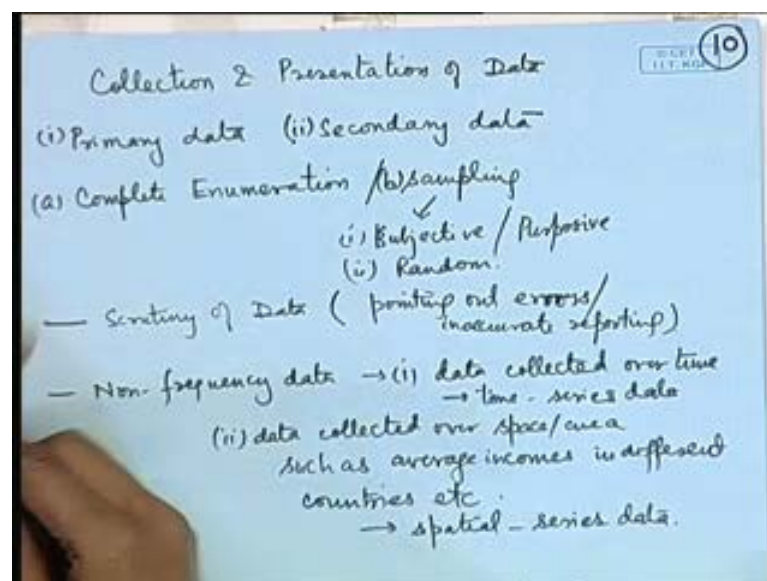 10
© CET
I.I.T. KGP
Collection & Presentation of Data
(i) Primary data (ii) Secondary data
(a) Complete Enumeration / (b) sampling
(i) Subjective / Purposive
(ii) Random.
— Scrutiny of Data ( pointing out errors/
inaccurate reporting)
— Non-frequency data → (i) data collected over time
→ time-series data
(ii) data collected over space/area
such as average incomes in different
countries etc.
→ spatial-series data.